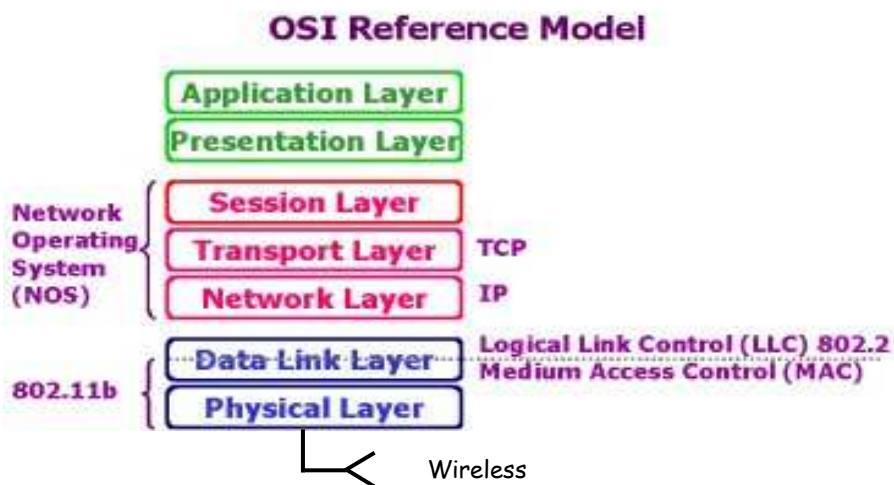 OSI Reference Model
Application Layer
Presentation Layer
Session Layer
Transport Layer
Network Layer
Data Link Layer
Physical Layer
Network
Operating
System
(NOS)
802.11b
TCP
IP
Logical Link Control (LLC) 802.2
Medium Access Control (MAC)
Wireless